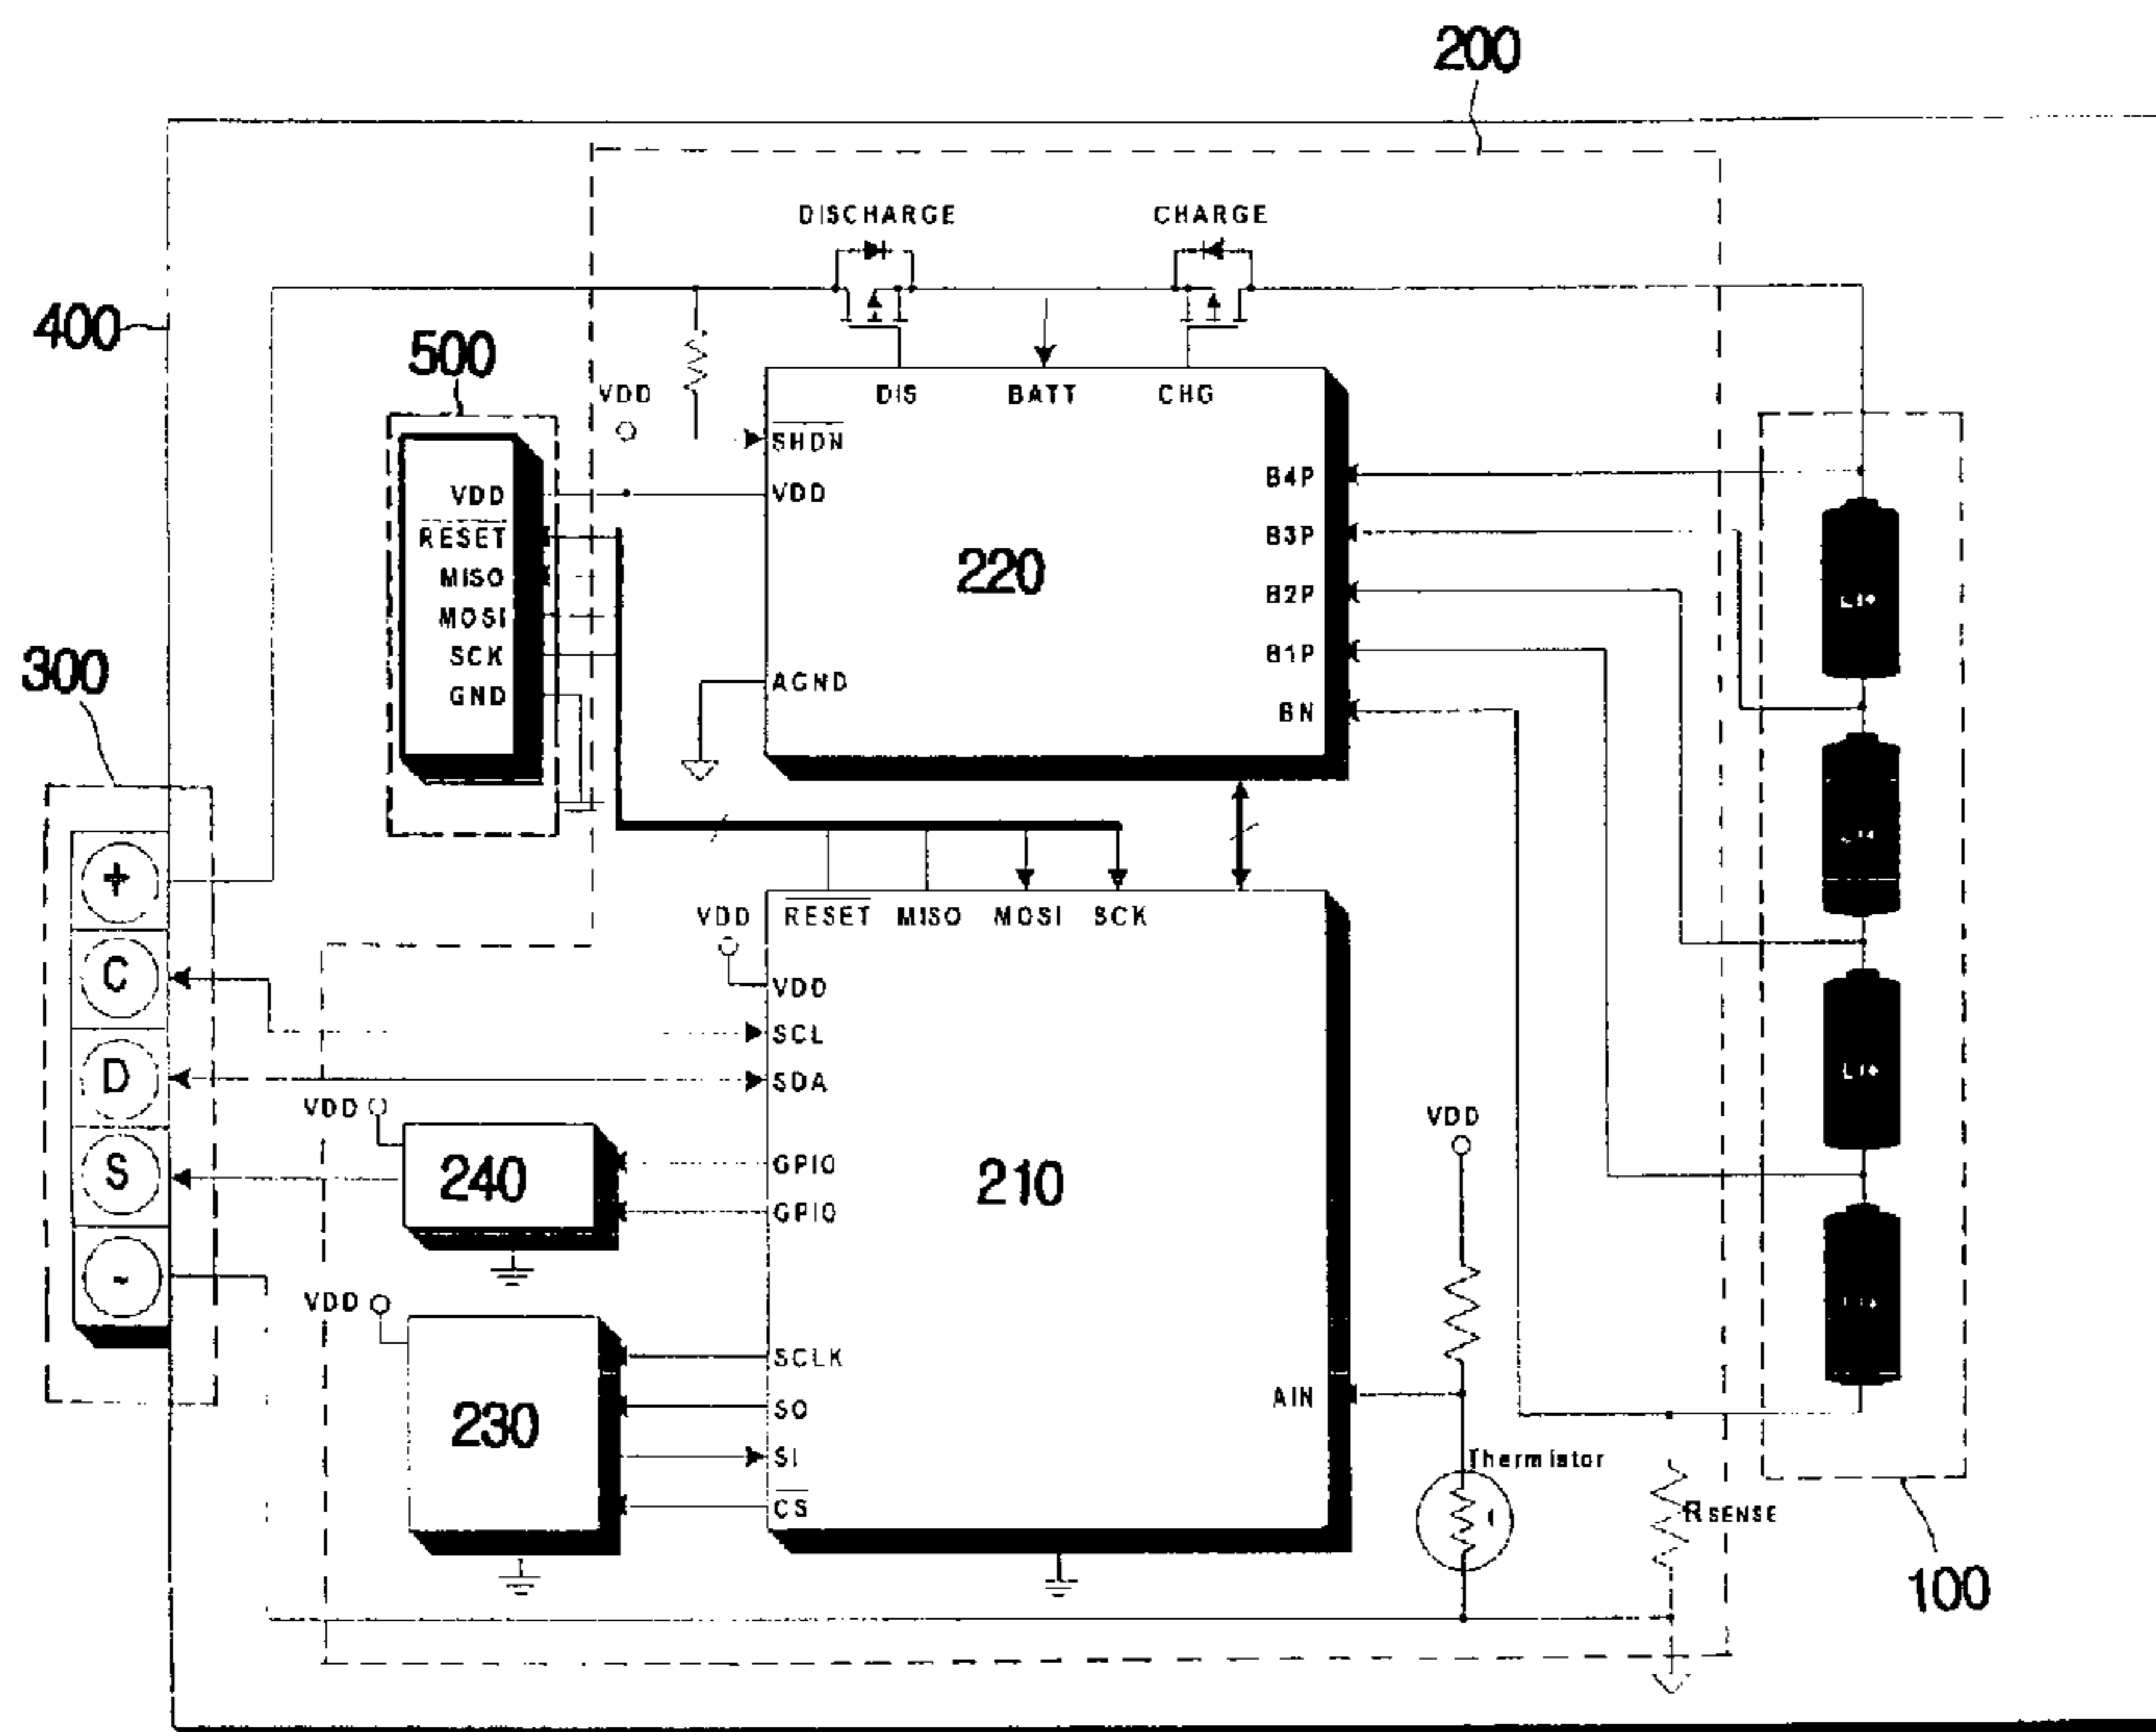 200
DISCHARGE CHARGE
400
500
VDD
DIS BATT CHG
SHDN
VDD
B4P
B3P
B2P
B1P
BN
220
AGND
VDD
RESET
MISO
MOSI
SCK
GND
300
+
C
D
S
-
VDD
RESET MISO MOSI SCK
VDD
SCL
SDA
VDD
240
GPIO
GPIO
210
VDD
230
SCLK
SO
SI
CS
VDD
AIN
Thermistor
RSENSE
100